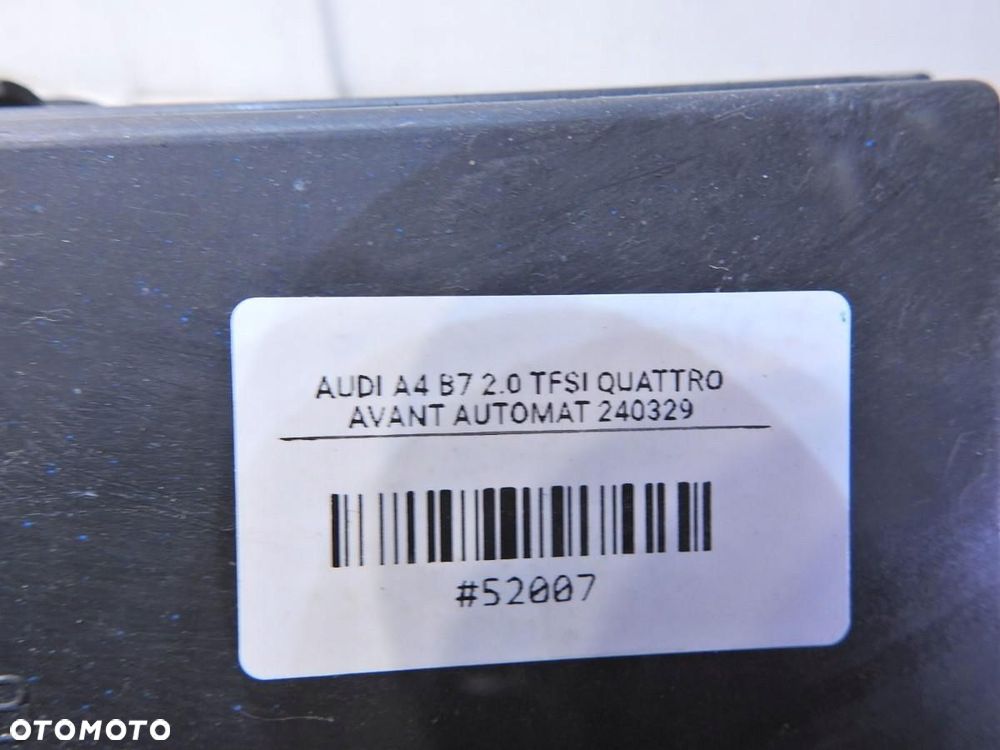 AUDI A4 B7 2.0 TFSI QUATTRO
AVANT AUTOMAT 240329
#52007
OTOMOTO